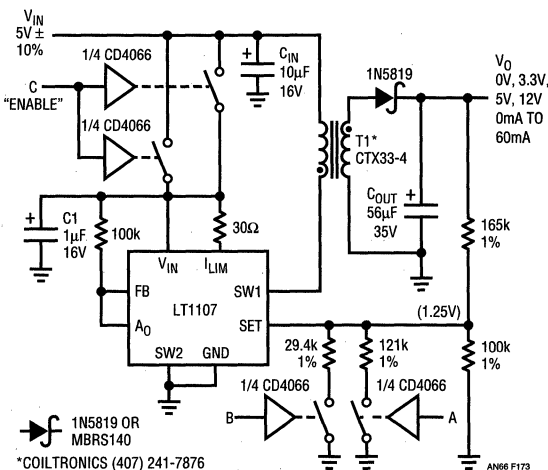 VIN
5V ±
10%
1/4 CD4066
C
"ENABLE"
1/4 CD4066
CIN
10µF
16V
1N5819
VO
0V, 3.3V,
5V, 12V
0mA TO
60mA
T1*
CTX33-4
COUT
56µF
35V
165k
1%
C1
1µF
16V
100k
30Ω
VIN
ILIM
FB
SW1
LT1107
AO
SET
SW2
GND
(1.25V)
29.4k
1%
121k
1%
100k
1%
1/4 CD4066
1/4 CD4066
B
A
1N5819 OR
MBRS140
*COILTRONICS (407) 241-7876
AN66 F173